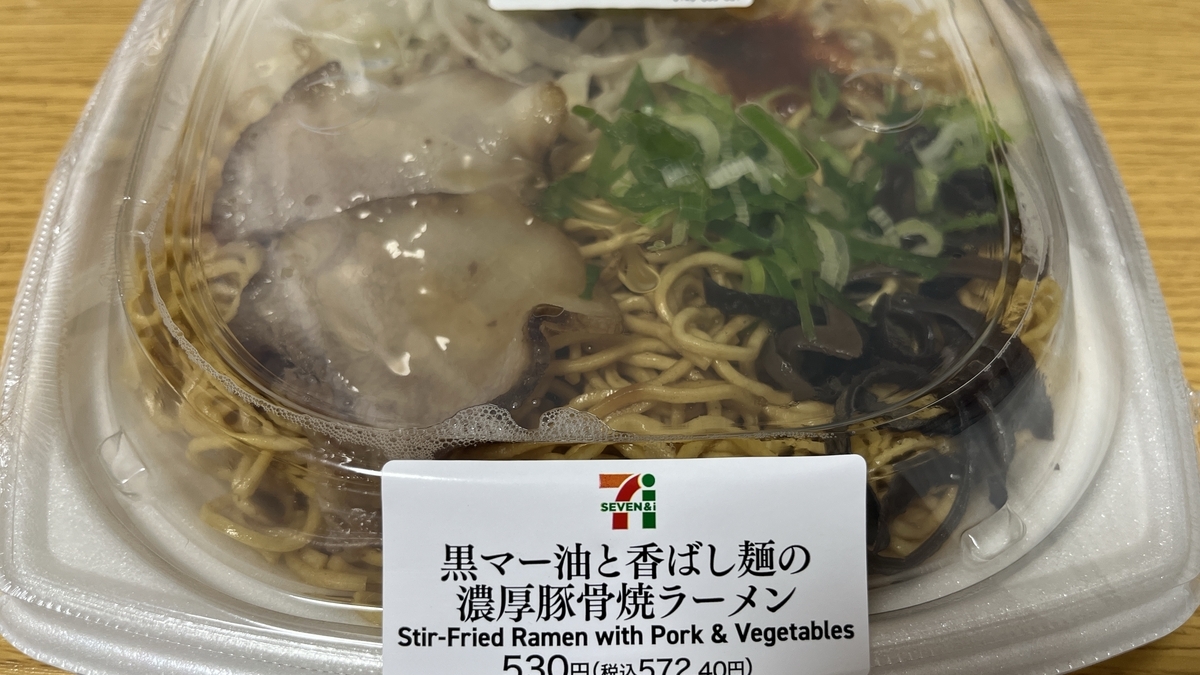 SEVEN&i
黒マー油と香ばし麺の
濃厚豚骨焼ラーメン
Stir-Fried Ramen with Pork & Vegetables
530円(税込572.40円)